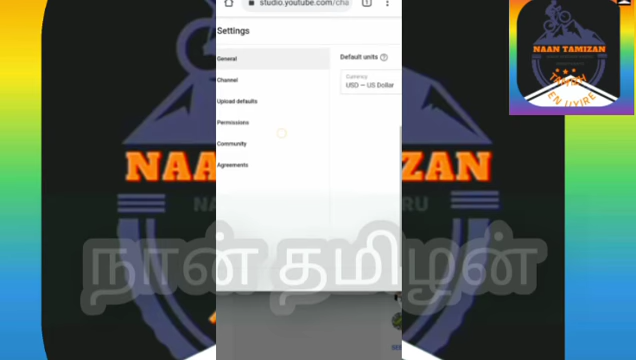 studio.youtube.com/cha
Settings
General
Channel
Upload defaults
Permissions
Community
Agreements
Default units
Currency
USD — US Dollar
NAAN TAMIZAN
EN UYIRE
NAA
AN
நான் தமிழன்